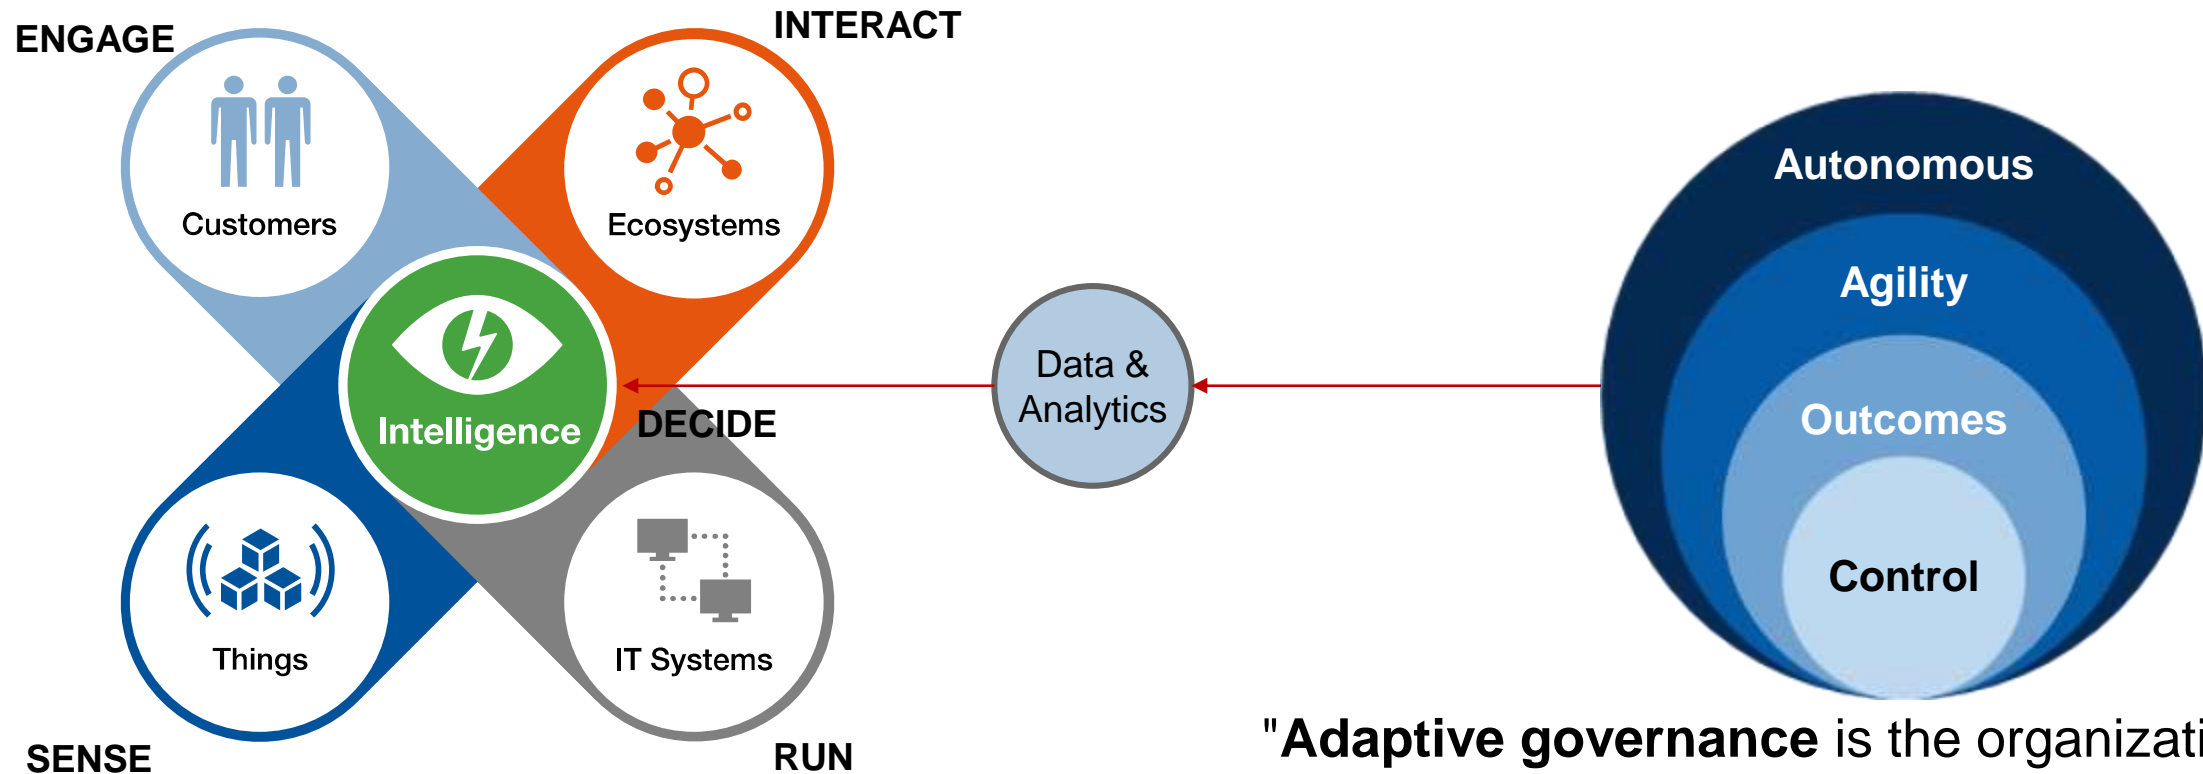 ENGAGE
INTERACT
Customers
Ecosystems
Intelligence
DECIDE
Things
IT Systems
SENSE
RUN
Data &
Analytics
Autonomous
Agility
Outcomes
Control
"Adaptive governance is the organizati